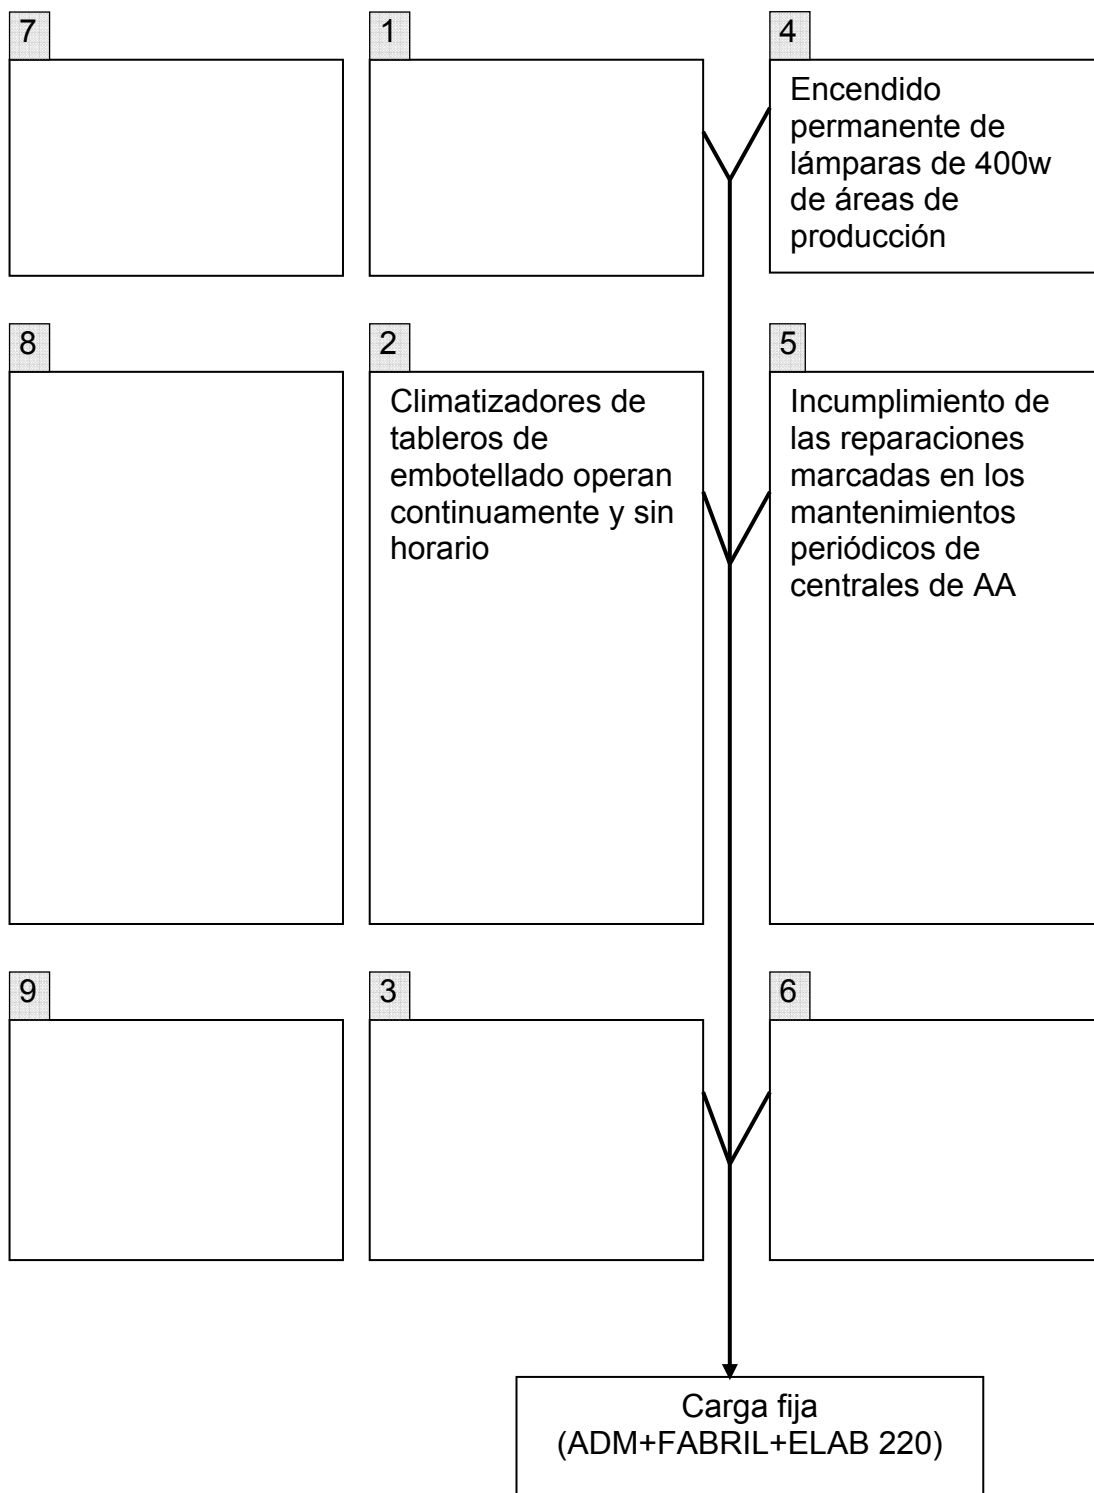 7
1
4
Encendido
permanente de
lámparas de 400w
de áreas de
producción
8
2
Climatizadores de
tableros de
embotellado operan
continuamente y sin
horario
5
Incumplimiento de
las reparaciones
marcadas en los
mantenimientos
periódicos de
centrales de AA
9
3
6
Carga fija
(ADM+FABRIL+ELAB 220)